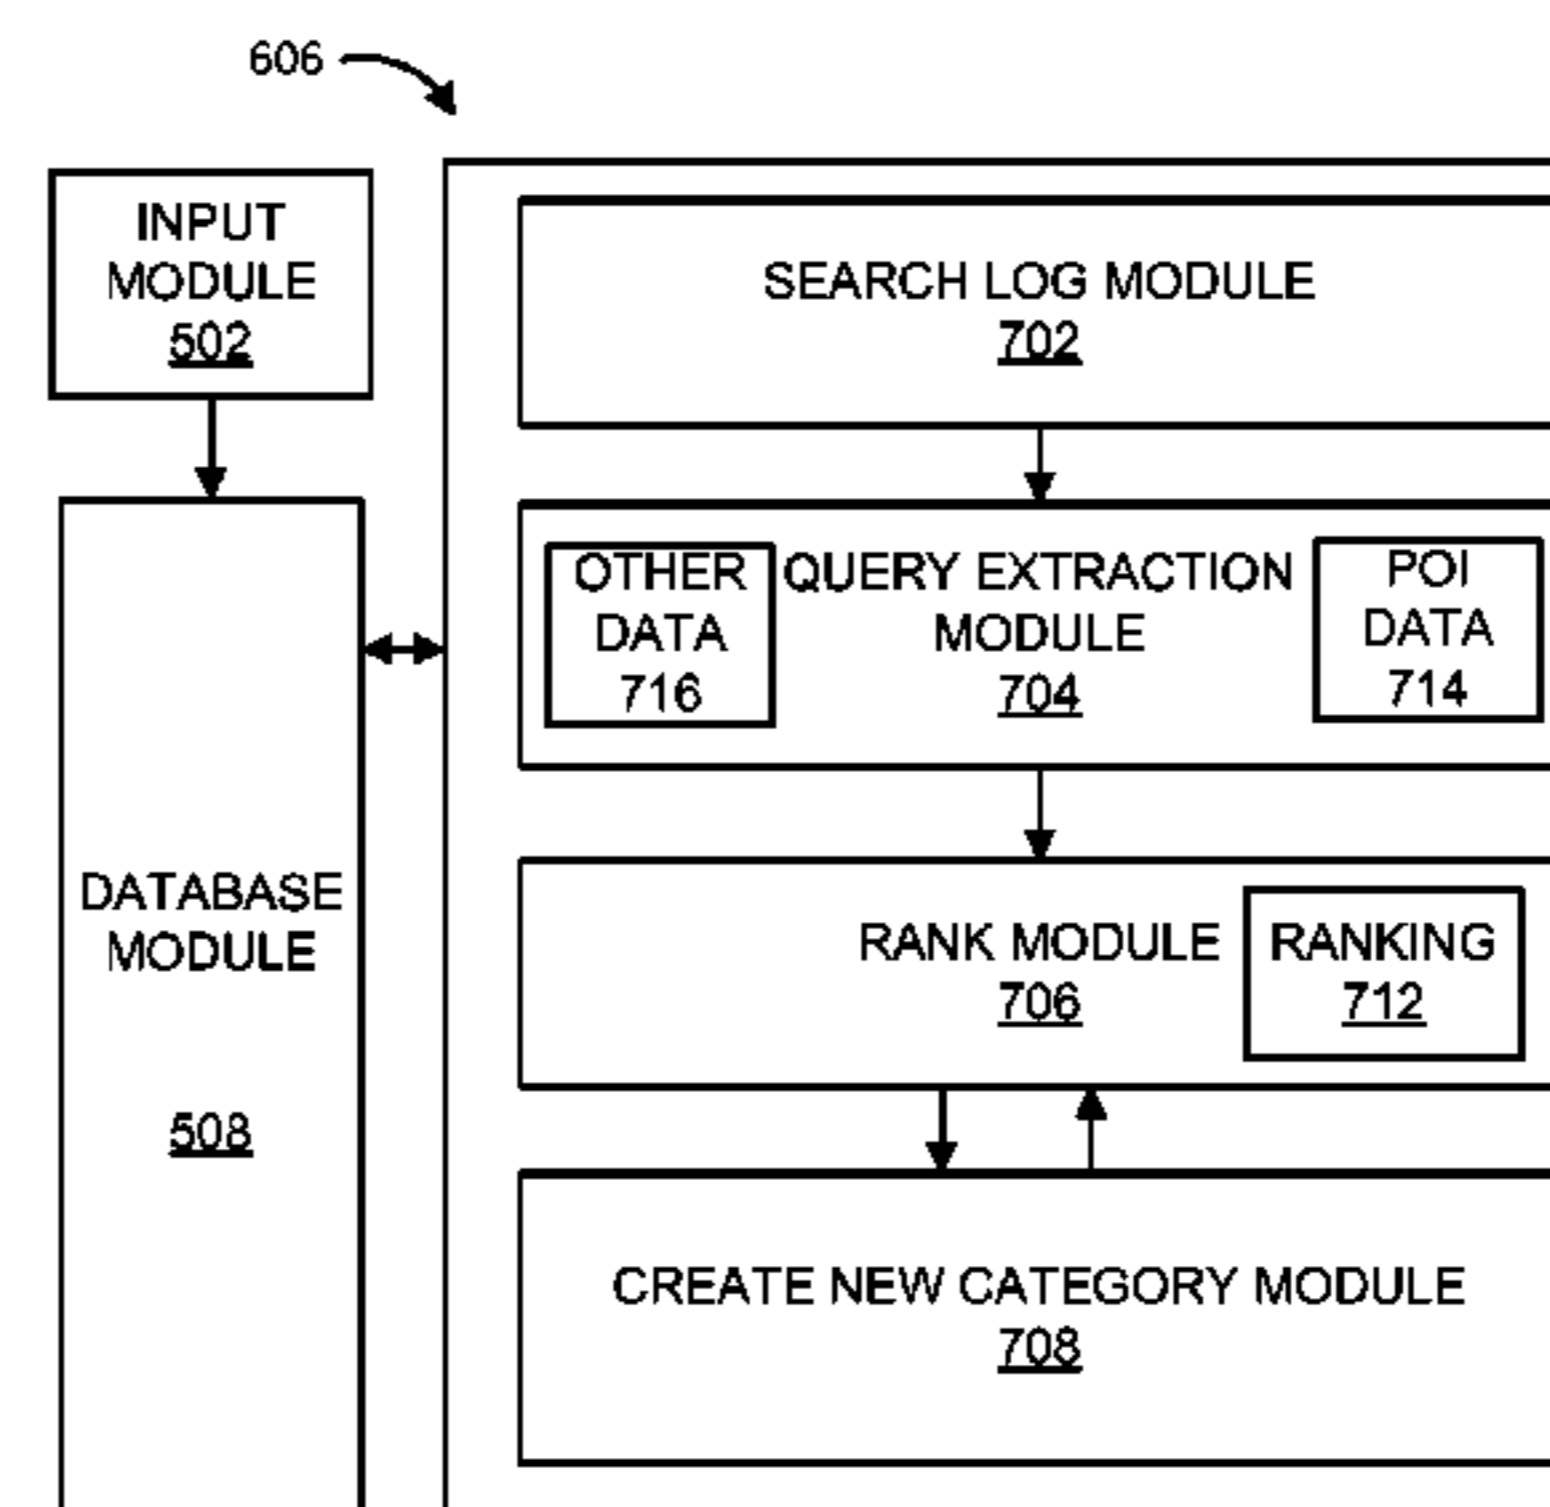 606
INPUT
MODULE
502
SEARCH LOG MODULE
702
OTHER
DATA
716
QUERY EXTRACTION
MODULE
704
POI
DATA
714
DATABASE
MODULE
508
RANK MODULE
706
RANKING
712
CREATE NEW CATEGORY MODULE
708